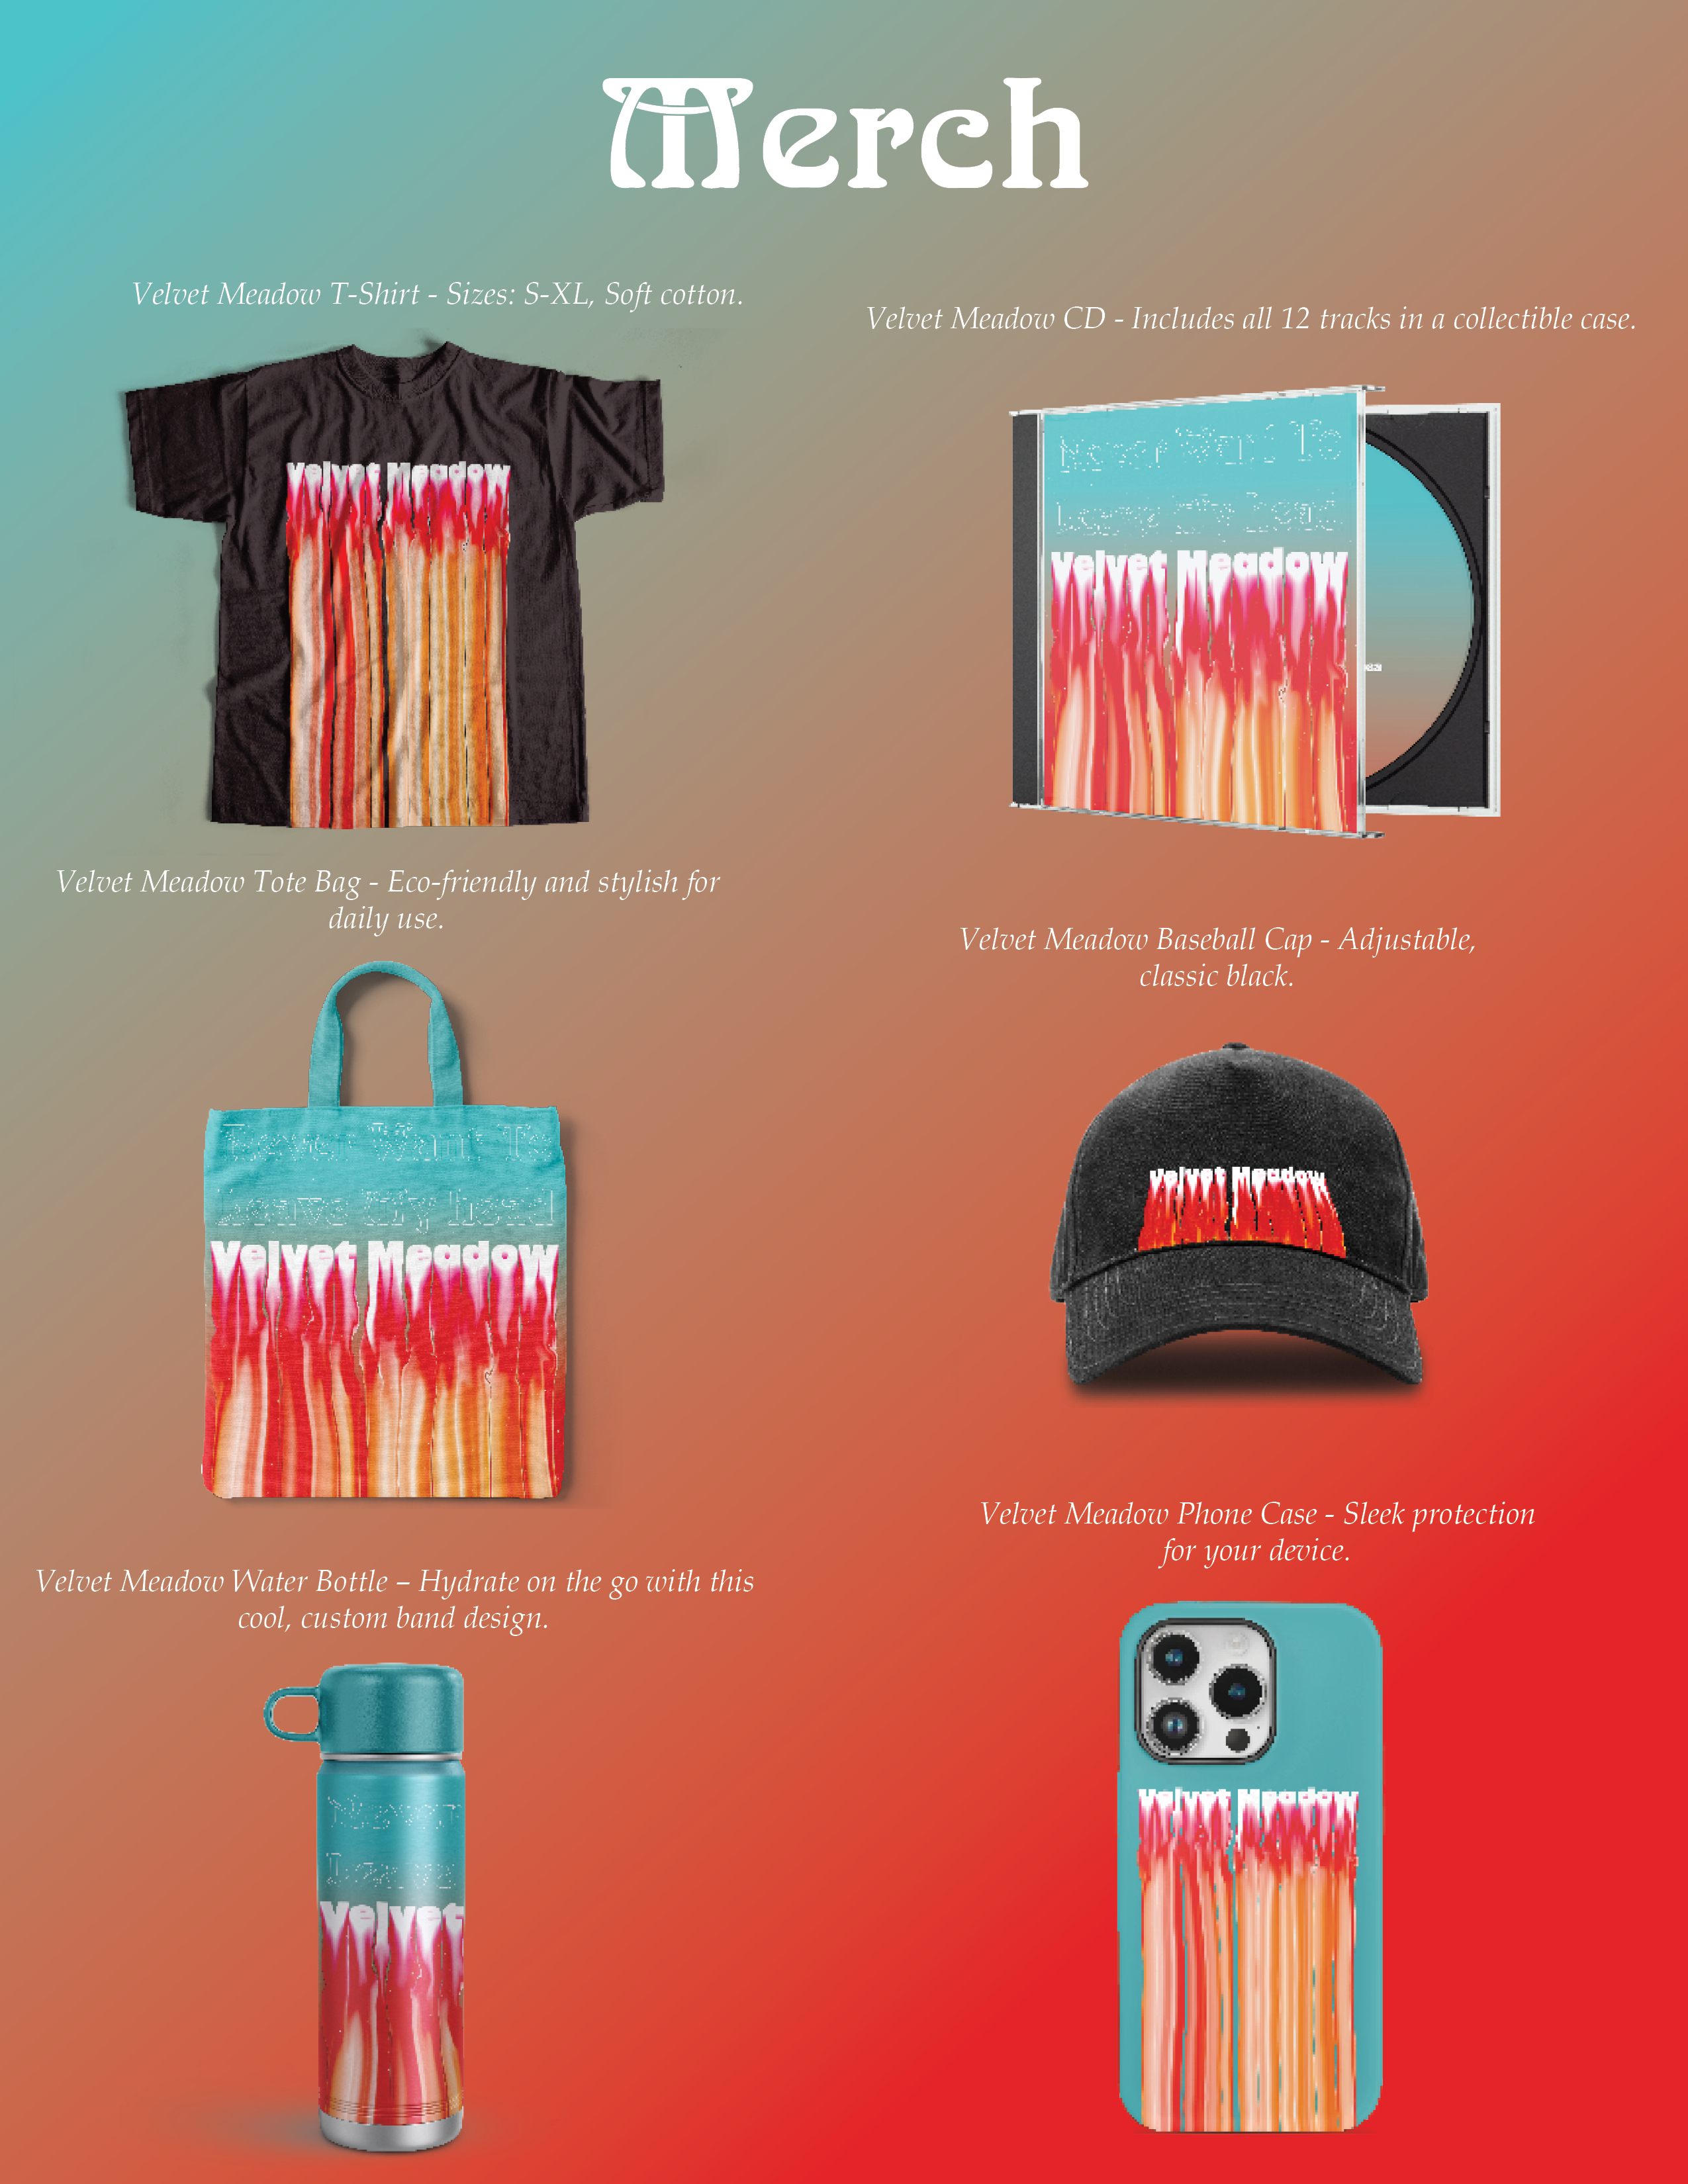 Merch
Velvet Meadow T-Shirt - Sizes: S-XL, Soft cotton.
Velvet Meadow CD - Includes all 12 tracks in a collectible case.
Velvet Meadow
Never Want To
Leave My head
Velvet Meadow
Velvet Meadow Tote Bag - Eco-friendly and stylish for
daily use.
Velvet Meadow Baseball Cap - Adjustable,
classic black.
Never Want To
Leave My head
Velvet Meadow
Velvet Meadow
Velvet Meadow Phone Case - Sleek protection
for your device.
Velvet Meadow Water Bottle – Hydrate on the go with this
cool, custom band design.
Never
Leave
Velvet
Velvet Meadow